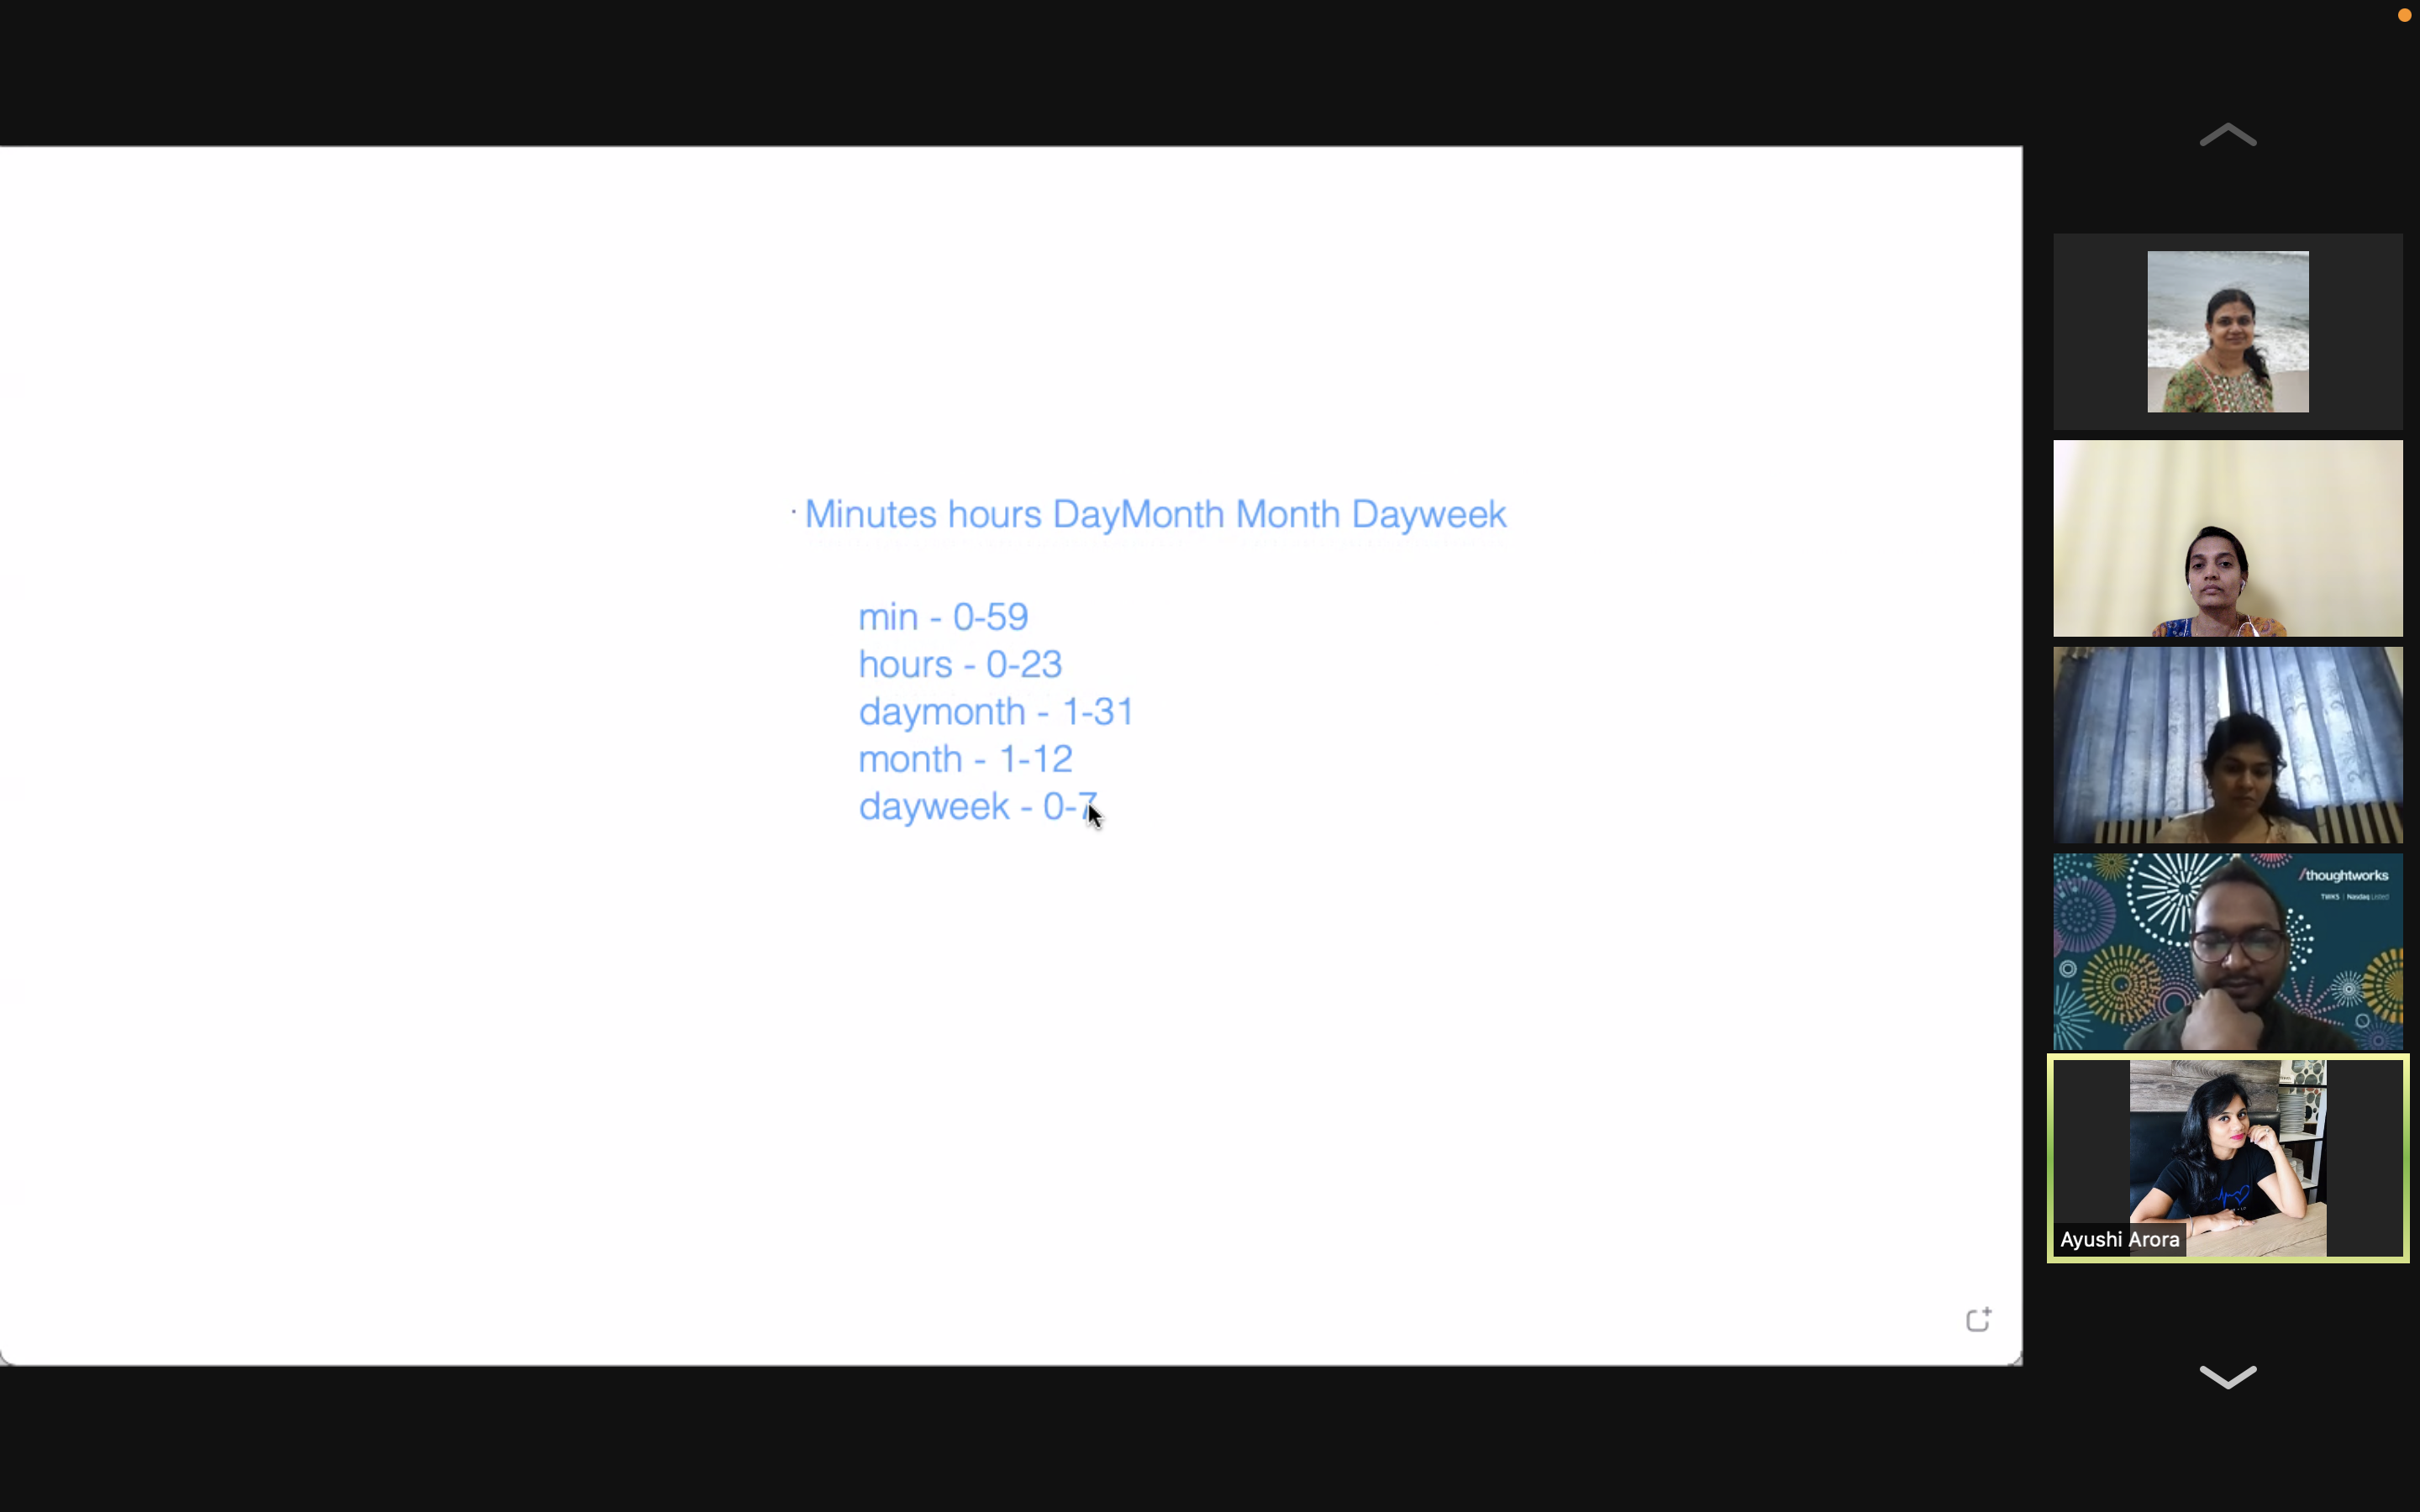 Minutes hours DayMonth Month Dayweek
min - 0-59
hours - 0-23
daymonth - 1-31
month - 1-12
dayweek - 0-7
/thoughtworks
TWKS | Nasdaq Listed
Ayushi Arora